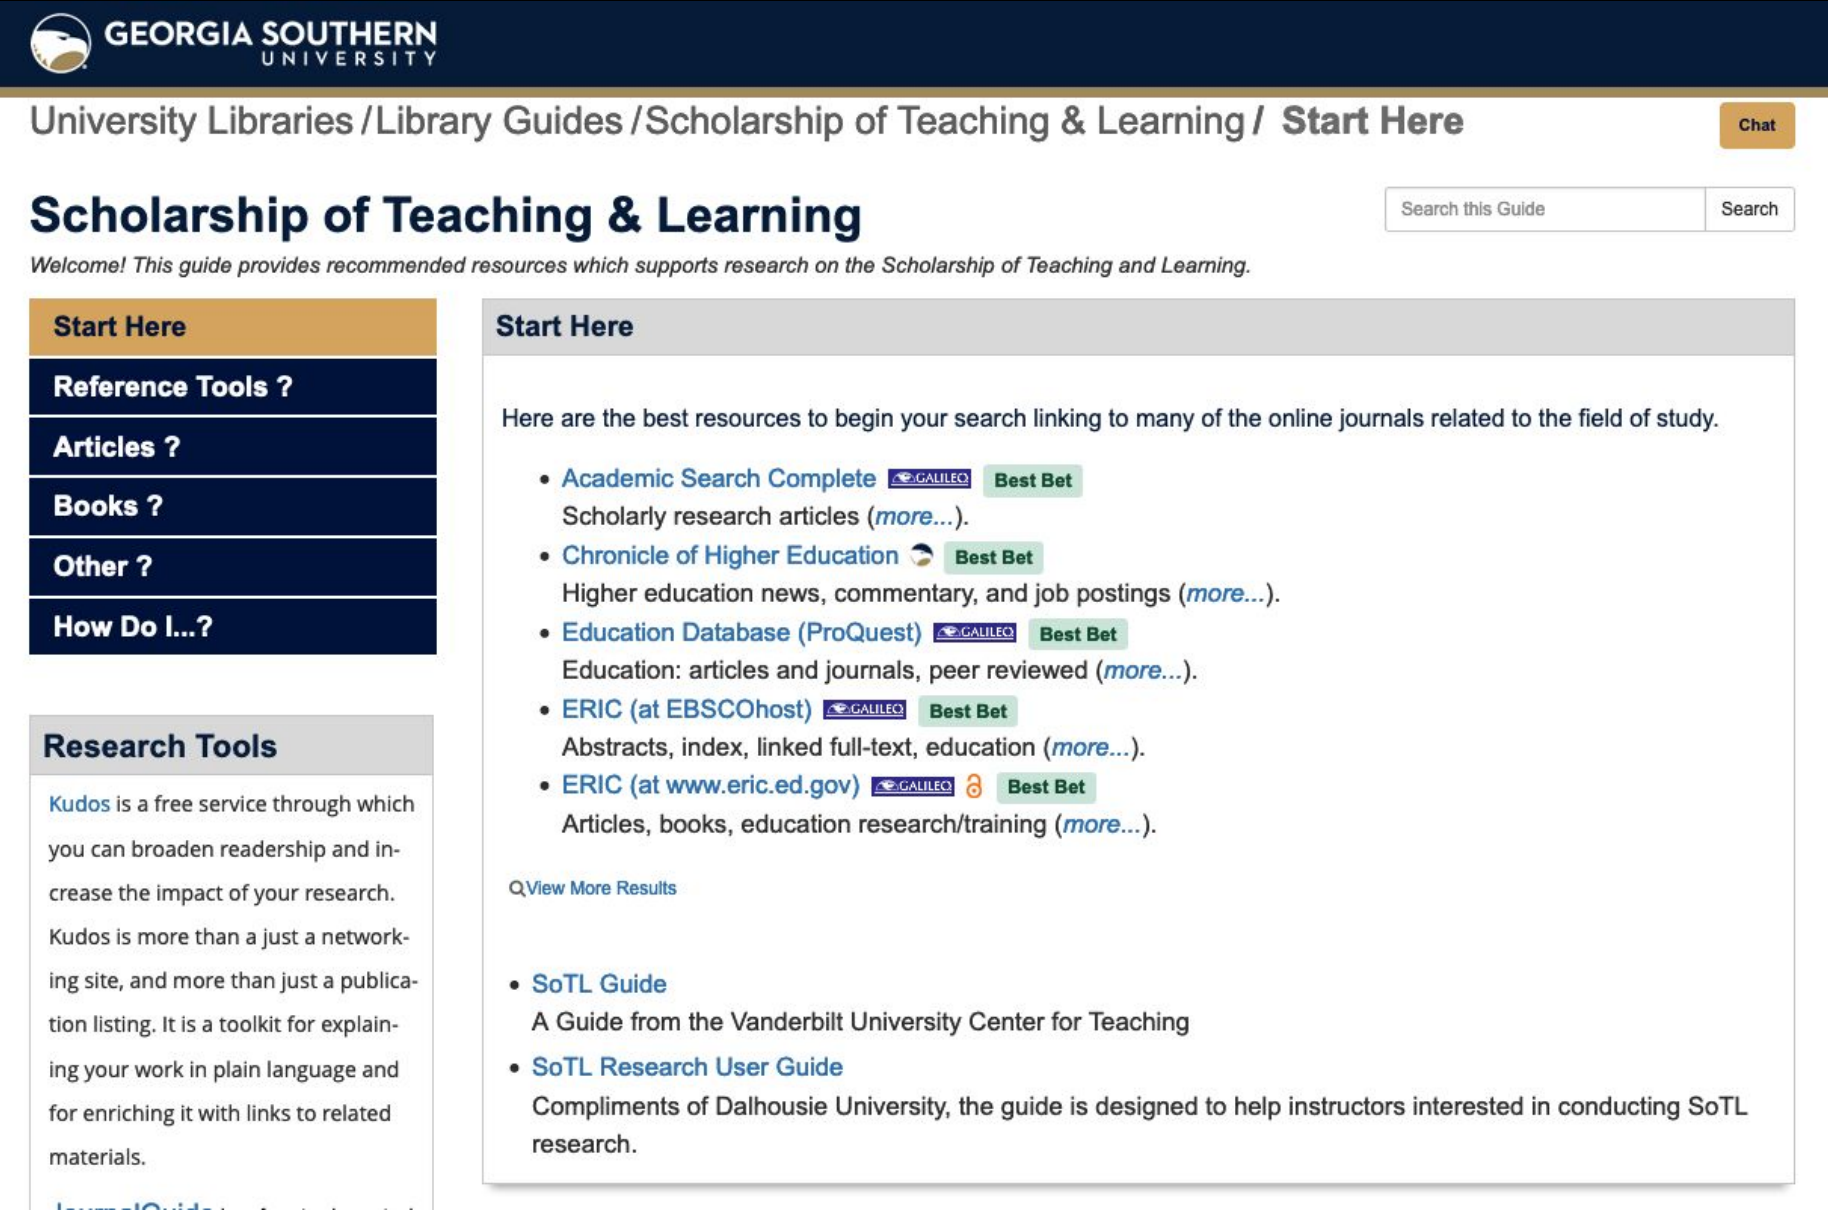 GEORGIA SOUTHERN
UNIVERSITY
University Libraries / Library Guides / Scholarship of Teaching & Learning / Start Here
Chat
Scholarship of Teaching & Learning
Search this Guide
Search
Welcome! This guide provides recommended resources which supports research on the Scholarship of Teaching and Learning.
Start Here
Reference Tools ?
Articles ?
Books ?
Other ?
How Do I...?
Research Tools
Kudos is a free service through which
you can broaden readership and in-
crease the impact of your research.
Kudos is more than a just a network-
ing site, and more than just a publica-
tion listing. It is a toolkit for explain-
ing your work in plain language and
for enriching it with links to related
materials.
Start Here
Here are the best resources to begin your search linking to many of the online journals related to the field of study.
• Academic Search Complete GALILEO Best Bet
Scholarly research articles (more...).
• Chronicle of Higher Education Best Bet
Higher education news, commentary, and job postings (more...).
• Education Database (ProQuest) GALILEO Best Bet
Education: articles and journals, peer reviewed (more...).
• ERIC (at EBSCOhost) GALILEO Best Bet
Abstracts, index, linked full-text, education (more...).
• ERIC (at www.eric.ed.gov) GALILEO Best Bet
Articles, books, education research/training (more...).
View More Results
• SoTL Guide
A Guide from the Vanderbilt University Center for Teaching
• SoTL Research User Guide
Compliments of Dalhousie University, the guide is designed to help instructors interested in conducting SoTL
research.